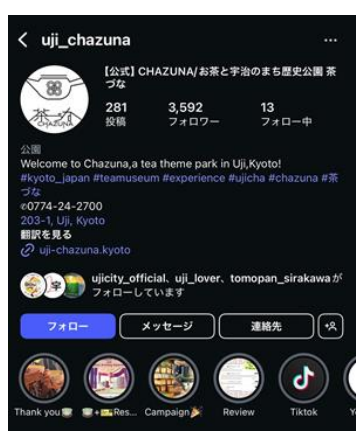 uji_chazuna
【公式】CHAZUNA/お茶と宇治のまち歴史公園 茶
づな
281 3,592 13
投稿 フォロワー フォロー中
公園
Welcome to Chazuna,a tea theme park in Uji,Kyoto!
#kyoto_japan #teamuseum #experience #ujicha #chazuna #茶
づな
✆0774-24-2700
203-1, Uji, Kyoto
翻訳を見る
uji-chazuna.kyoto
ujicity_official、uji_lover、tomopan_sirakawaが
フォローしています
フォロー メッセージ 連絡先
Thank you🍵 🍵+🎫Res... Campaign🎉 Review Tiktok